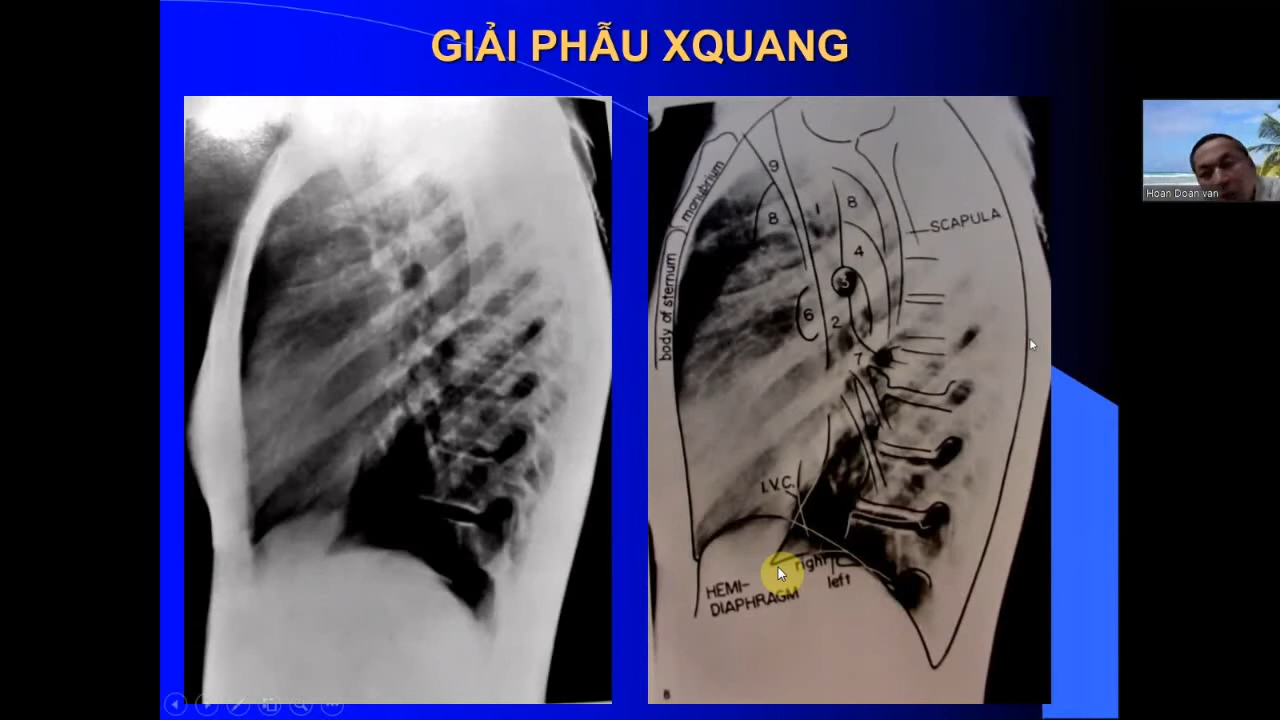 GIẢI PHẪU XQUANG
Hoan Doan van
manubrium
9
8
1
8
SCAPULA
4
body of sternum
3
6
2
7
I.V.C.
right
left
HEMI-
DIAPHRAGM